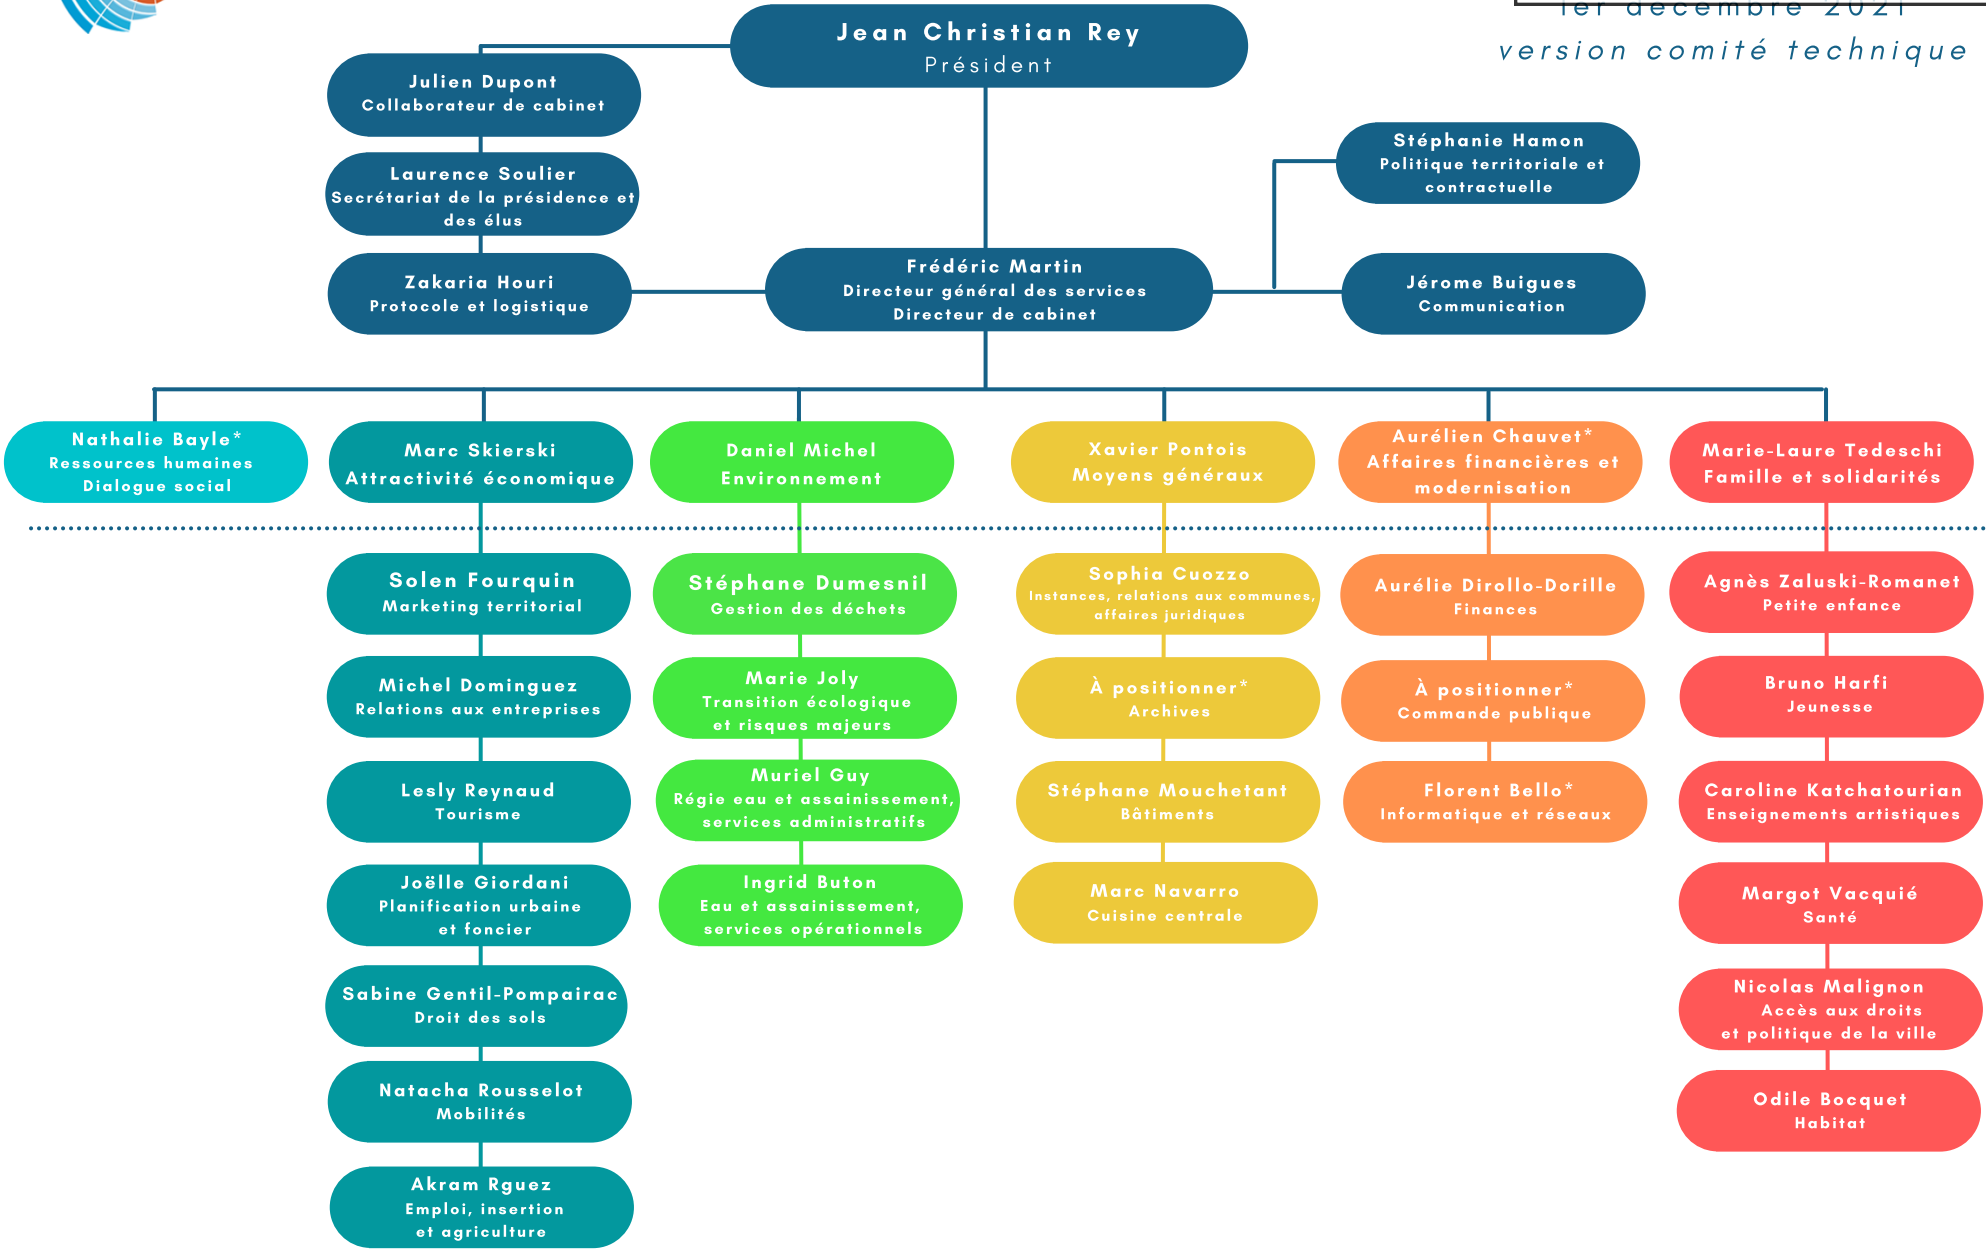 1er décembre 2021
version comité technique
Jean Christian Rey
Président
Julien Dupont
Collaborateur de cabinet
Laurence Soulier
Secrétariat de la présidence et
des élus
Zakaria Houri
Protocole et logistique
Frédéric Martin
Directeur général des services
Directeur de cabinet
Stéphanie Hamon
Politique territoriale et
contractuelle
Jérome Buigues
Communication
Nathalie Bayle*
Ressources humaines
Dialogue social
Marc Skierski
Attractivité économique
Daniel Michel
Environnement
Xavier Pontois
Moyens généraux
Aurélien Chauvet*
Affaires financières et
modernisation
Marie-Laure Tedeschi
Famille et solidarités
Solen Fourquin
Marketing territorial
Michel Dominguez
Relations aux entreprises
Lesly Reynaud
Tourisme
Joëlle Giordani
Planification urbaine
et foncier
Sabine Gentil-Pompairac
Droit des sols
Natacha Rousselot
Mobilités
Akram Rguez
Emploi, insertion
et agriculture
Stéphane Dumesnil
Gestion des déchets
Marie Joly
Transition écologique
et risques majeurs
Muriel Guy
Régie eau et assainissement,
services administratifs
Ingrid Buton
Eau et assainissement,
services opérationnels
Sophia Cuozzo
Instances, relations aux communes,
affaires juridiques
À positionner*
Archives
Stéphane Mouchetant
Bâtiments
Marc Navarro
Cuisine centrale
Aurélie Dirollo-Dorille
Finances
À positionner*
Commande publique
Florent Bello*
Informatique et réseaux
Agnès Zaluski-Romanet
Petite enfance
Bruno Harfi
Jeunesse
Caroline Katchatourian
Enseignements artistiques
Margot Vacquié
Santé
Nicolas Malignon
Accès aux droits
et politique de la ville
Odile Bocquet
Habitat